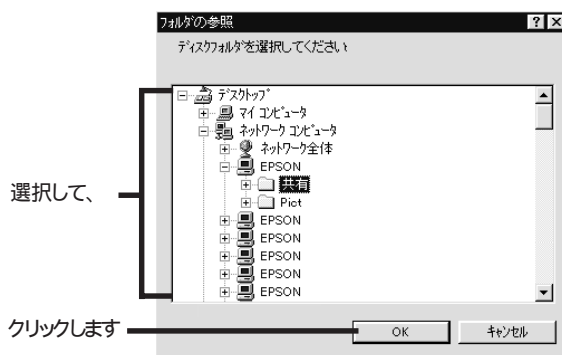 フォルダの参照
ディスクフォルダを選択してください
デスクトップ
マイ コンピュータ
ネットワーク コンピュータ
ネットワーク全体
EPSON
共有
Pict
EPSON
EPSON
EPSON
EPSON
EPSON
選択して、
クリックします
OK
キャンセル